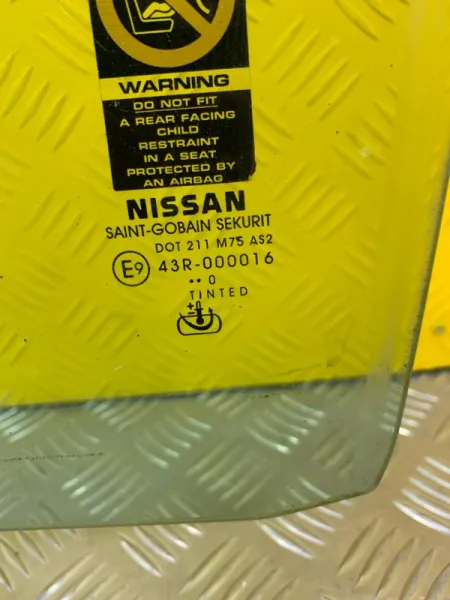 WARNING
DO NOT FIT
A REAR FACING
CHILD
RESTRAINT
IN A SEAT
PROTECTED BY
AN AIRBAG
NISSAN
SAINT-GOBAIN SEKURIT
DOT 211 M75 AS2
E9 43R-000016
•• 0
TINTED